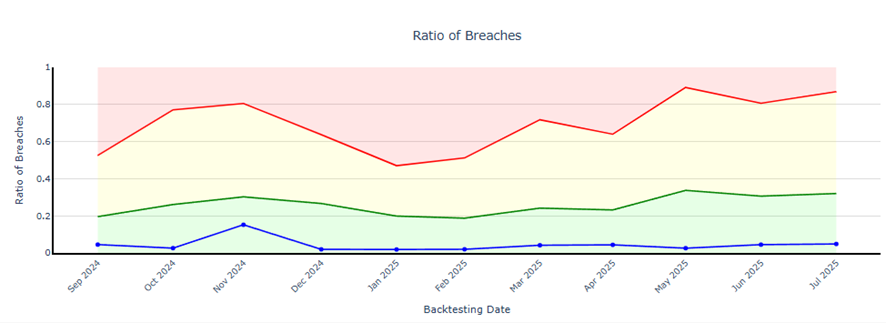 Ratio of Breaches
1
0.8
0.6
0.4
0.2
0
Ratio of Breaches
Sep 2024
Oct 2024
Nov 2024
Dec 2024
Jan 2025
Feb 2025
Mar 2025
Apr 2025
May 2025
Jun 2025
Jul 2025
Backtesting Date